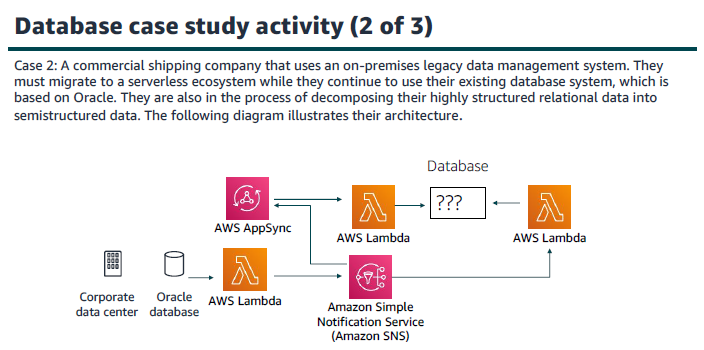 Database case study activity (2 of 3)
Case 2: A commercial shipping company that uses an on-premises legacy data management system. They
must migrate to a serverless ecosystem while they continue to use their existing database system, which is
based on Oracle. They are also in the process of decomposing their highly structured relational data into
semistructured data. The following diagram illustrates their architecture.
Database
???
AWS AppSync
AWS Lambda
AWS Lambda
Corporate
data center
Oracle
database
AWS Lambda
Amazon Simple
Notification Service
(Amazon SNS)